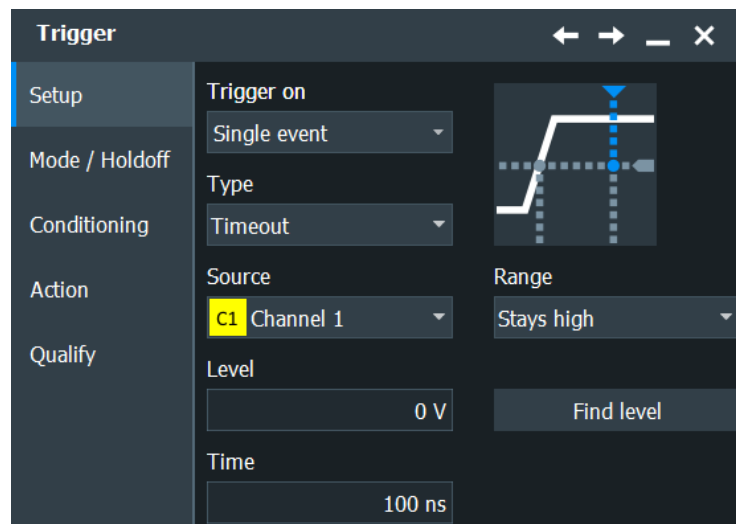 Trigger
Setup
Mode / Holdoff
Conditioning
Action
Qualify
Trigger on
Single event
Type
Timeout
Source
C1 Channel 1
Range
Stays high
Level
0 V
Find level
Time
100 ns